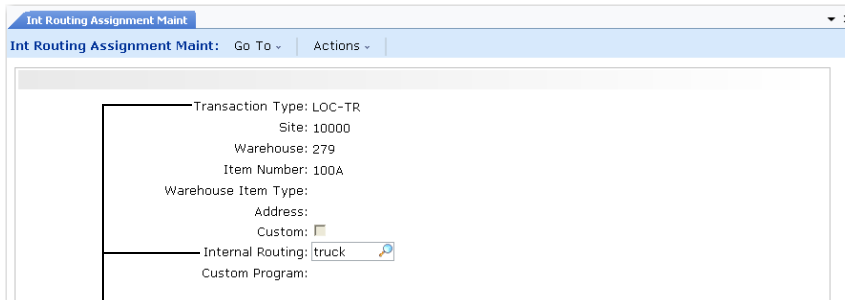 Int Routing Assignment Maint
Int Routing Assignment Maint: Go To Actions
Transaction Type: LOC-TR
Site: 10000
Warehouse: 279
Item Number: 100A
Warehouse Item Type:
Address:
Custom:
Internal Routing: truck
Custom Program: